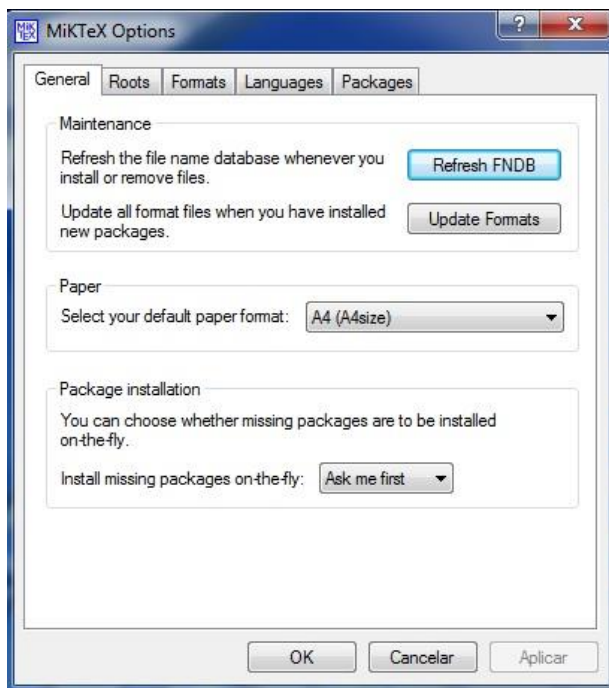 MiKTeX Options
General Roots Formats Languages Packages
Maintenance
Refresh the file name database whenever you
install or remove files.
Refresh FNDB
Update all format files when you have installed
new packages.
Update Formats
Paper
Select your default paper format: A4 (A4size)
Package installation
You can choose whether missing packages are to be installed
on-the-fly.
Install missing packages on-the-fly: Ask me first
OK Cancelar Aplicar